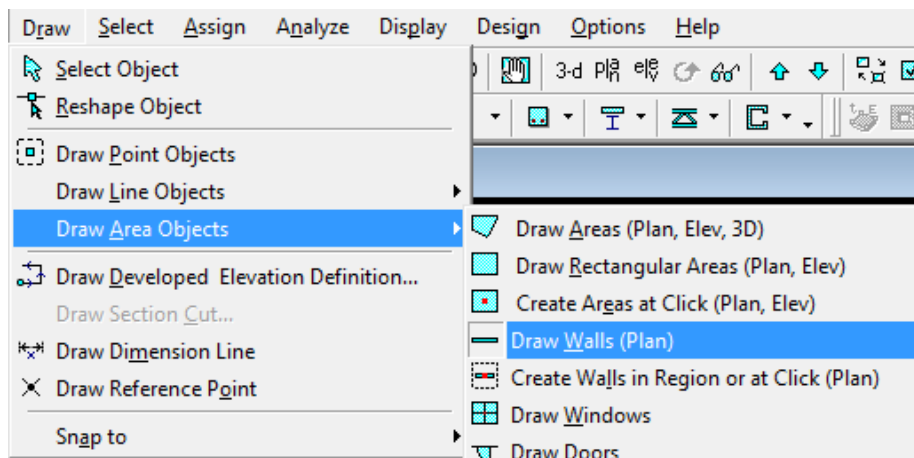 Draw Select Assign Analyze Display Design Options Help
Select Object
Reshape Object
Draw Point Objects
Draw Line Objects
Draw Area Objects
Draw Developed Elevation Definition...
Draw Section Cut...
Draw Dimension Line
Draw Reference Point
Snap to
3-d
Draw Areas (Plan, Elev, 3D)
Draw Rectangular Areas (Plan, Elev)
Create Areas at Click (Plan, Elev)
Draw Walls (Plan)
Create Walls in Region or at Click (Plan)
Draw Windows
Draw Doors